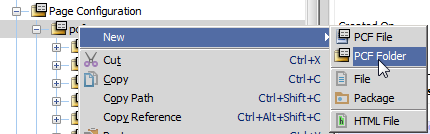 Page Configuration
New
Cut Ctrl+X
Copy Ctrl+C
Copy Path Ctrl+Shift+C
Copy Reference Ctrl+Alt+Shift+C
PCF File
PCF Folder
File
Package
HTML File